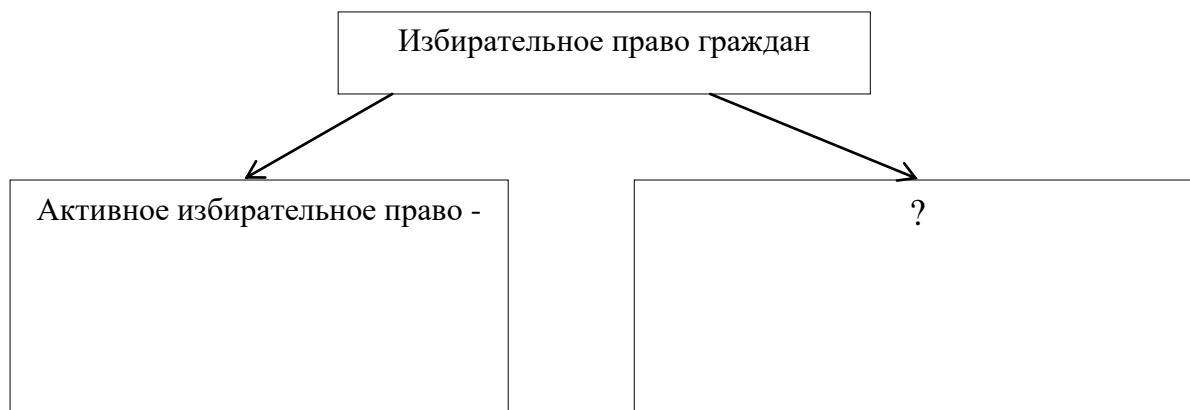 Избирательное право граждан
Активное избирательное право -
?